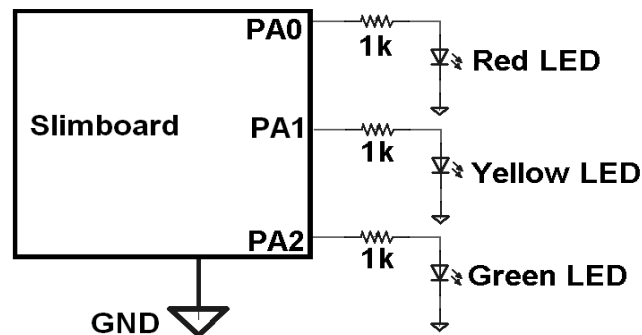 PA0
1k
Red LED
Slimboard
PA1
1k
Yellow LED
PA2
1k
Green LED
GND